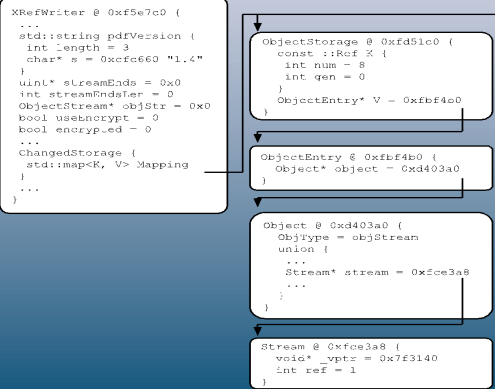 XRefWriter @ 0xf5e7c0 {
...
std::string pdfVersion {
int length = 3
char* s = 0xcfc660 "1.4"
}
uint* streamEnds = 0x0
int streamEndsLen = 0
ObjectStream* objStr = 0x0
bool useEncrypt = 0
bool encrypted = 0
...
ChangedStorage {
std::map<K, V> Mapping
}
...
}
ObjectStorage @ 0xfd51c0 {
const ::Ref K {
int num = 8
int gen = 0
}
ObjectEntry* V = 0xfbf4b0
}
ObjectEntry @ 0xfbf4b0 {
Object* object = 0xd403a0
}
Object @ 0xd403a0 {
ObjType = objStream
union {
...
Stream* stream = 0xfce3a8
...
}
}
Stream @ 0xfce3a8 {
void* _vptr = 0x7f3140
int ref = 1
}